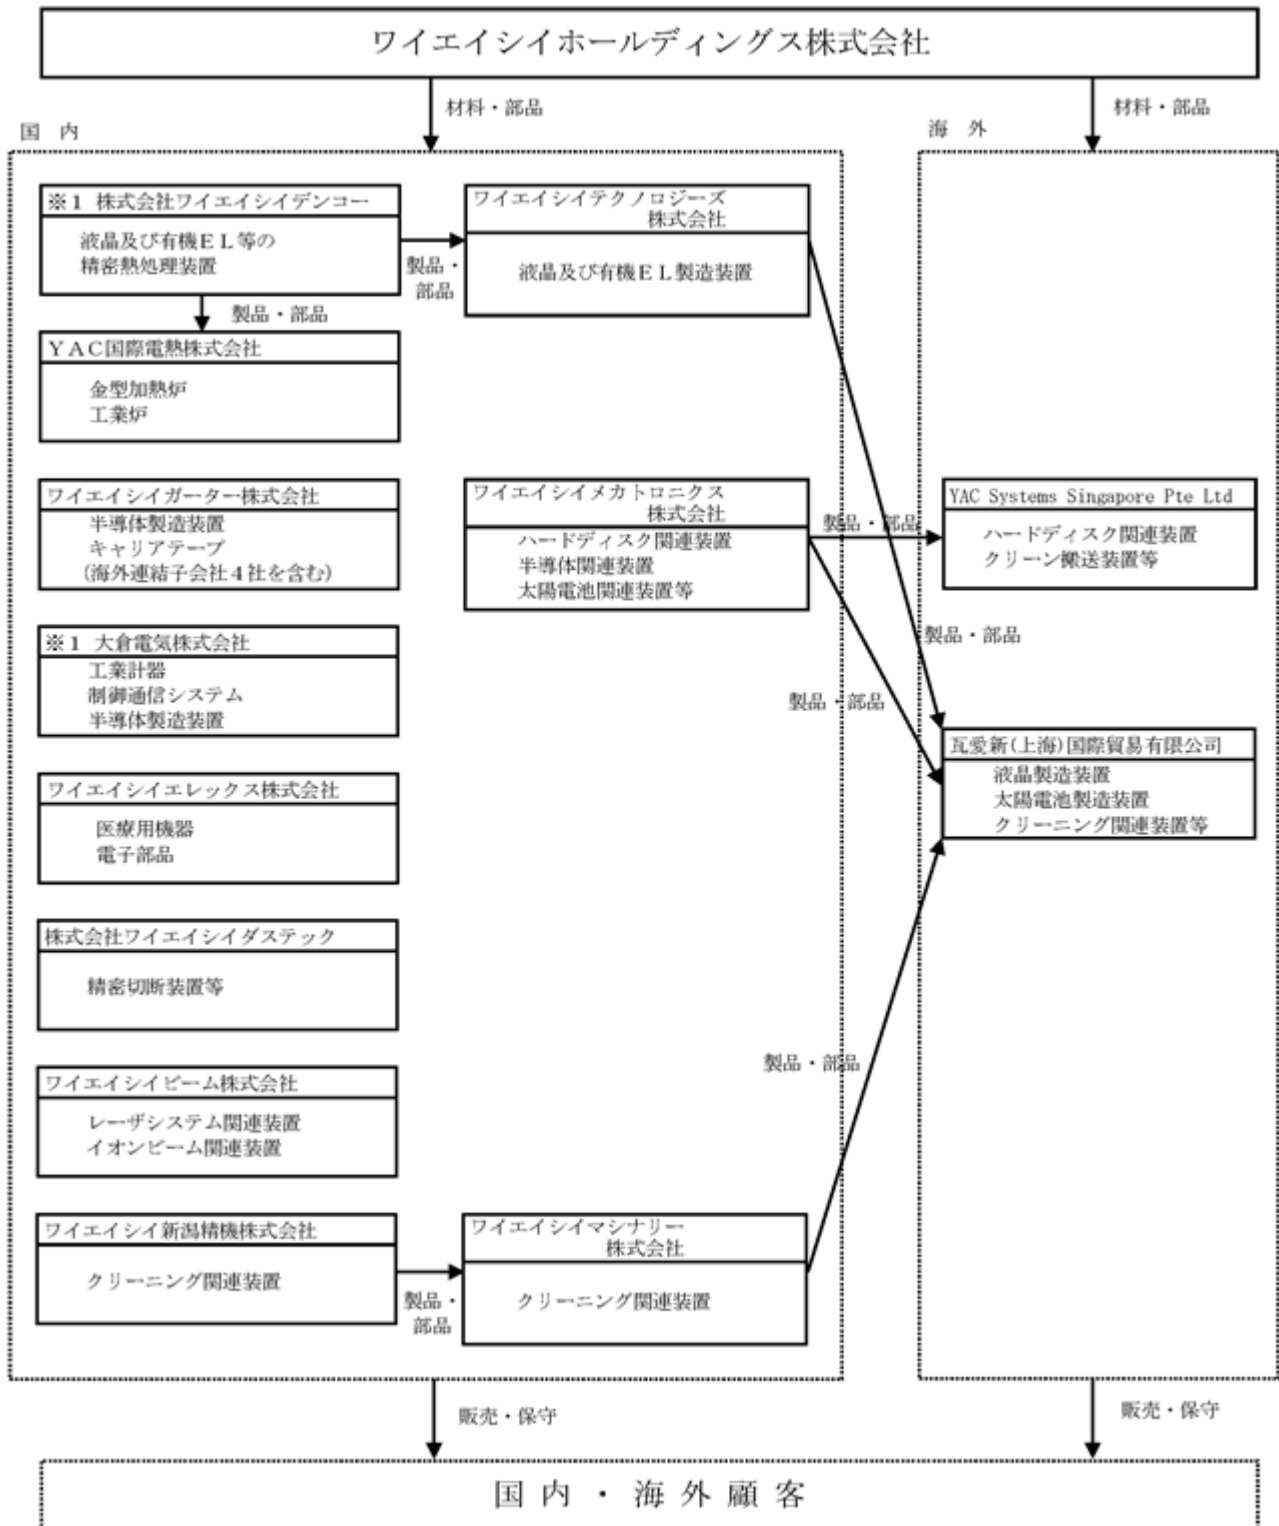 ワイエイシイホールディングス株式会社
材料・部品
材料・部品
国 内
海 外
※1 株式会社ワイエイシイデンコー
液晶及び有機ＥＬ等の
精密熱処理装置
製品・
部品
ワイエイシイテクノロジーズ
株式会社
液晶及び有機ＥＬ製造装置
製品・部品
ＹＡＣ国際電熱株式会社
金型加熱炉
工業炉
ワイエイシイガーター株式会社
半導体製造装置
キャリアテープ
(海外連結子会社４社を含む)
ワイエイシイメカトロニクス
株式会社
ハードディスク関連装置
半導体関連装置
太陽電池関連装置等
製品・部品
YAC Systems Singapore Pte Ltd
ハードディスク関連装置
クリーン搬送装置等
※1 大倉電気株式会社
工業計器
制御通信システム
半導体製造装置
製品・部品
製品・部品
瓦愛新(上海)国際貿易有限公司
液晶製造装置
太陽電池製造装置
クリーニング関連装置等
ワイエイシイエレックス株式会社
医療用機器
電子部品
株式会社ワイエイシイダステック
精密切断装置等
製品・部品
ワイエイシイビーム株式会社
レーザシステム関連装置
イオンビーム関連装置
ワイエイシイ新潟精機株式会社
クリーニング関連装置
製品・
部品
ワイエイシイマシナリー
株式会社
クリーニング関連装置
販売・保守
販売・保守
国 内 ・ 海 外 顧 客